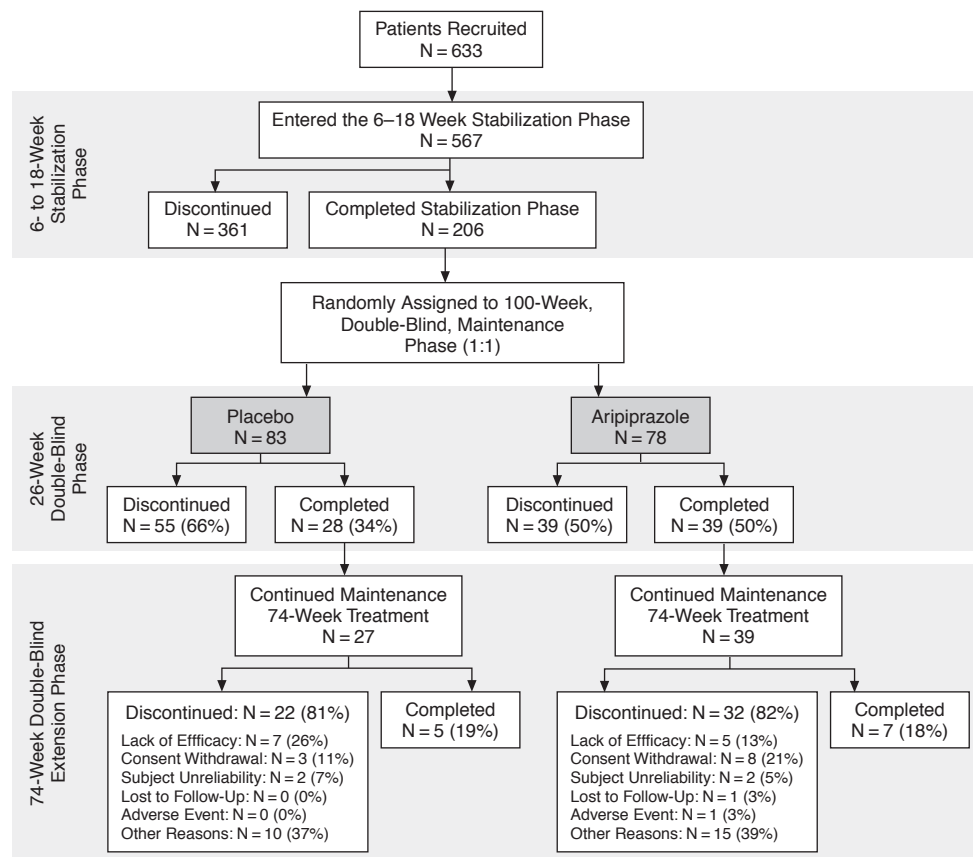 Patients Recruited
N = 633
6- to 18-Week
Stabilization
Phase
Entered the 6–18 Week Stabilization Phase
N = 567
Discontinued
N = 361
Completed Stabilization Phase
N = 206
Randomly Assigned to 100-Week,
Double-Blind, Maintenance
Phase (1:1)
26-Week
Double-Blind
Phase
Placebo
N = 83
Aripiprazole
N = 78
Discontinued
N = 55 (66%)
Completed
N = 28 (34%)
Discontinued
N = 39 (50%)
Completed
N = 39 (50%)
74-Week Double-Blind
Extension Phase
Continued Maintenance
74-Week Treatment
N = 27
Continued Maintenance
74-Week Treatment
N = 39
Discontinued: N = 22 (81%)
Lack of Effficacy: N = 7 (26%)
Consent Withdrawal: N = 3 (11%)
Subject Unreliability: N = 2 (7%)
Lost to Follow-Up: N = 0 (0%)
Adverse Event: N = 0 (0%)
Other Reasons: N = 10 (37%)
Completed
N = 5 (19%)
Discontinued: N = 32 (82%)
Lack of Efficacy: N = 5 (13%)
Consent Withdrawal: N = 8 (21%)
Subject Unreliability: N = 2 (5%)
Lost to Follow-Up: N = 1 (3%)
Adverse Event: N = 1 (3%)
Other Reasons: N = 15 (39%)
Completed
N = 7 (18%)